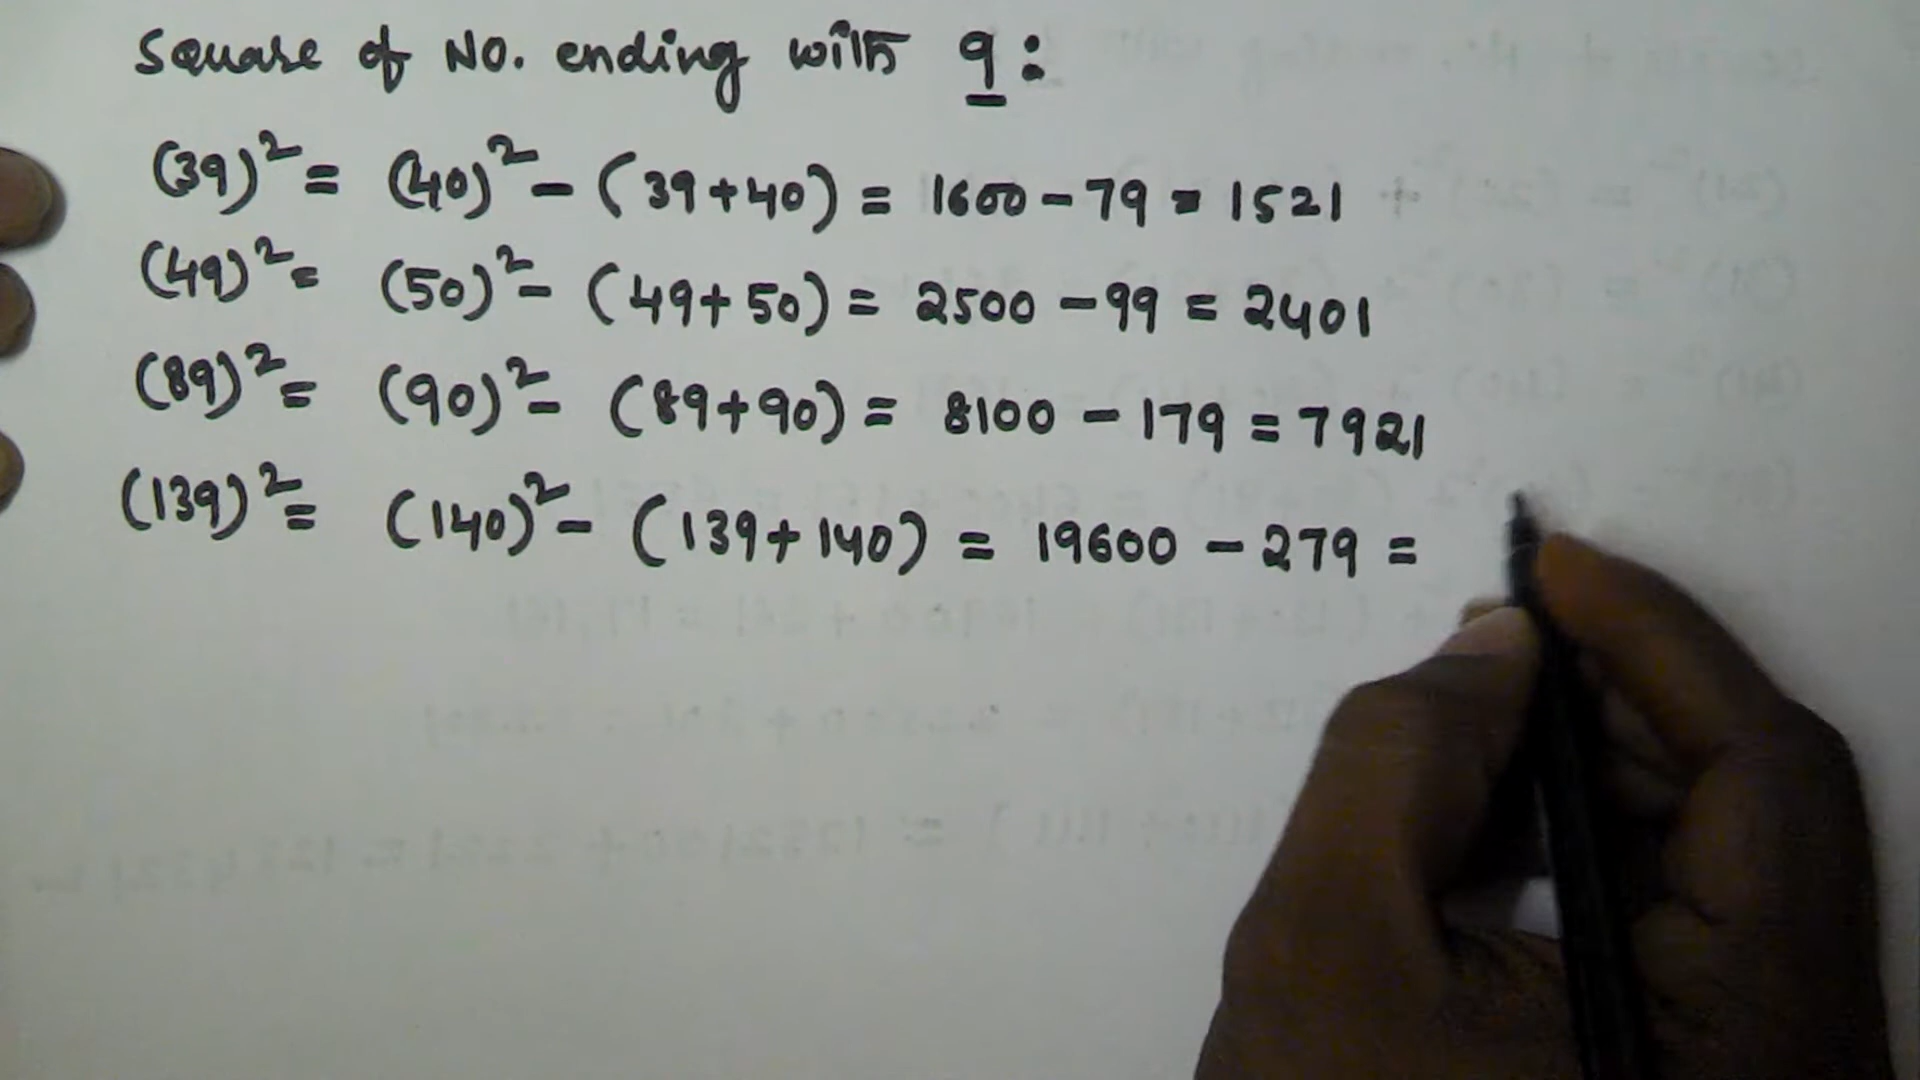 Square of No. ending with 9:
(39)² = (40)² - (39+40) = 1600 - 79 = 1521
(49)² = (50)² - (49+50) = 2500 - 99 = 2401
(89)² = (90)² - (89+90) = 8100 - 179 = 7921
(139)² = (140)² - (139+140) = 19600 - 279 =